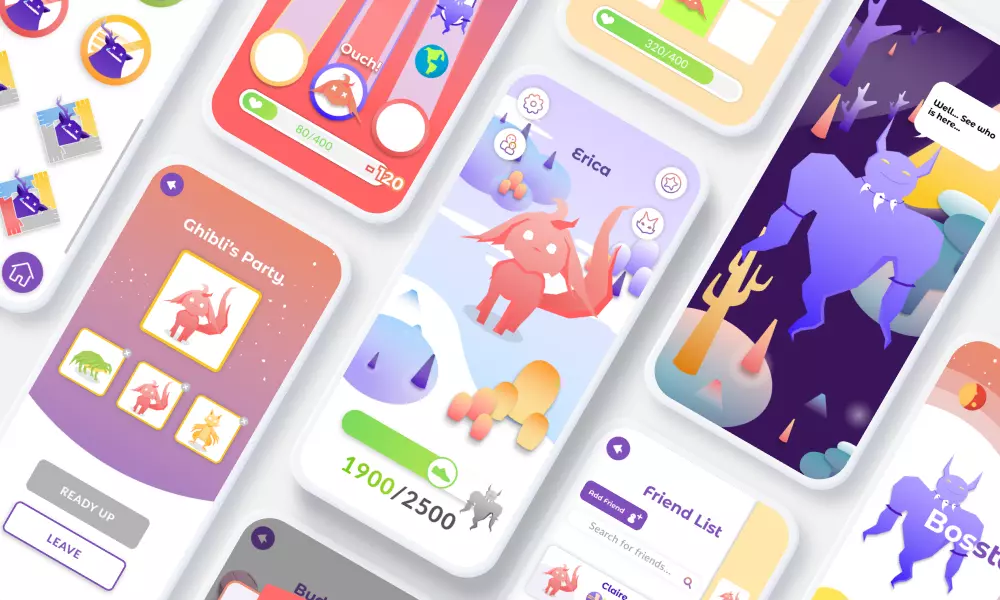 Ouch!
80/400
-120
320/400
Well... See who
is here...
Erica
Ghibli's Party
READY UP
LEAVE
1900/2500
Friend List
Add Friend
Search for friends...
Claire